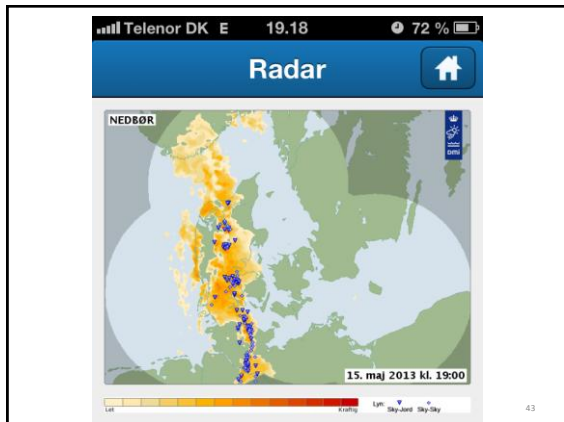 Telenor DK E 19.18 72 %
Radar
NEDBØR
DMI
15. maj 2013 kl. 19:00
Let Kraftig Lyn: Sky-Jord Sky-Sky
43